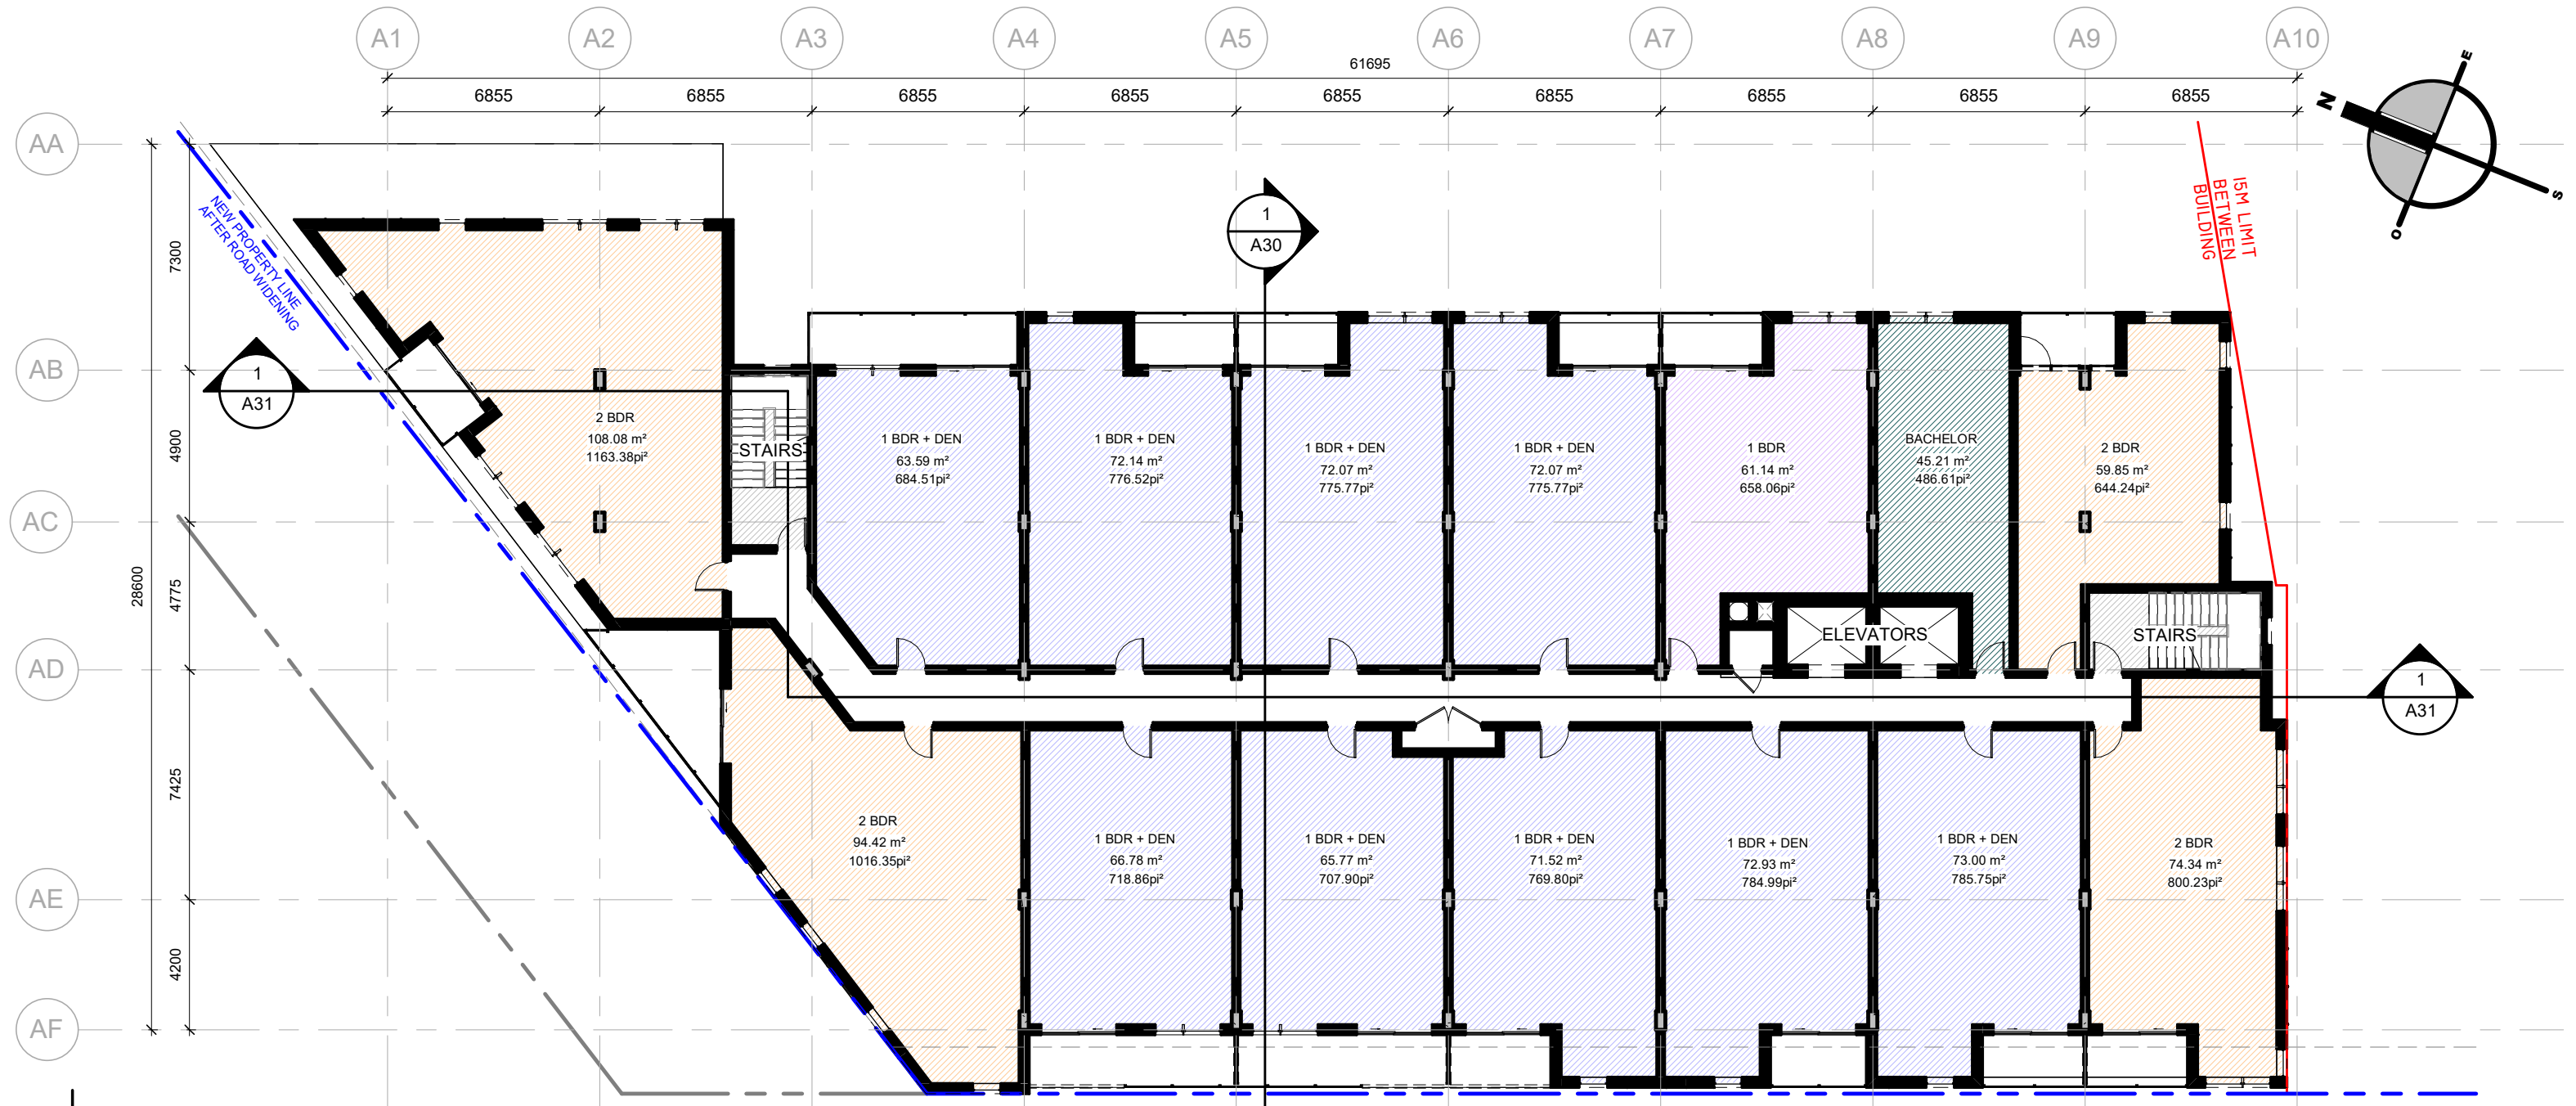 A1 A2 A3 A4 A5 A6 A7 A8 A9 A10
61695
6855 6855 6855 6855 6855 6855 6855 6855 6855
N
E
S
O
AA
AB
AC
AD
AE
AF
28600
7300
4900
4775
7425
4200
NEW PROPERTY LINE
AFTER ROAD WIDENING
15M LIMIT
BETWEEN
BUILDING
1
A30
1
A31
1
A31
2 BDR
108.08 m²
1163.38pi²
STAIRS
1 BDR + DEN
63.59 m²
684.51pi²
1 BDR + DEN
72.14 m²
776.52pi²
1 BDR + DEN
72.07 m²
775.77pi²
1 BDR + DEN
72.07 m²
775.77pi²
1 BDR
61.14 m²
658.06pi²
BACHELOR
45.21 m²
486.61pi²
2 BDR
59.85 m²
644.24pi²
ELEVATORS
STAIRS
2 BDR
94.42 m²
1016.35pi²
1 BDR + DEN
66.78 m²
718.86pi²
1 BDR + DEN
65.77 m²
707.90pi²
1 BDR + DEN
71.52 m²
769.80pi²
1 BDR + DEN
72.93 m²
784.99pi²
1 BDR + DEN
73.00 m²
785.75pi²
2 BDR
74.34 m²
800.23pi²